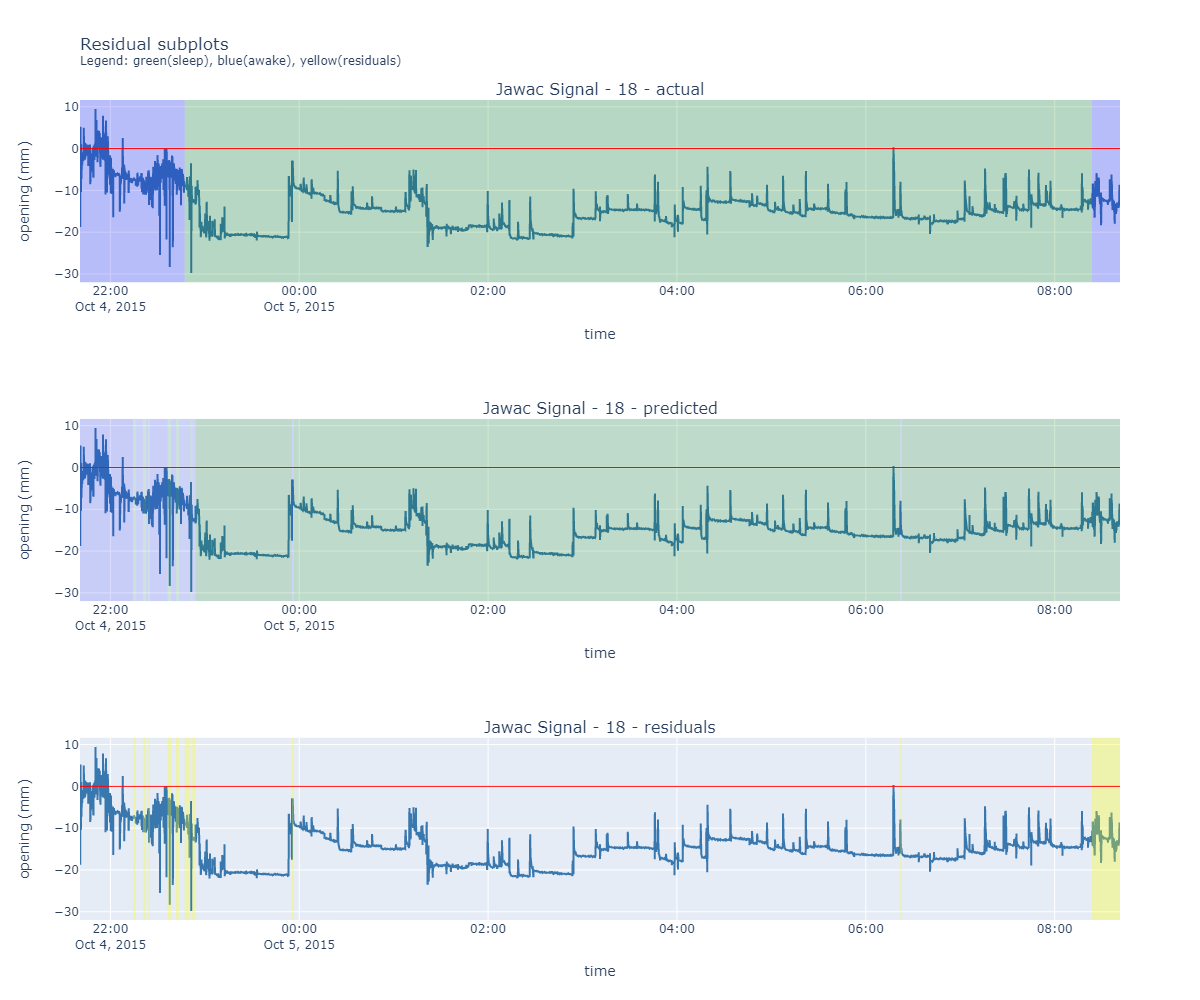 Residual subplots
Legend: green(sleep), blue(awake), yellow(residuals)
Jawac Signal - 18 - actual
opening (mm)
10
0
−10
−20
−30
22:00 00:00 02:00 04:00 06:00 08:00
Oct 4, 2015 Oct 5, 2015
time
Jawac Signal - 18 - predicted
opening (mm)
10
0
−10
−20
−30
22:00 00:00 02:00 04:00 06:00 08:00
Oct 4, 2015 Oct 5, 2015
time
Jawac Signal - 18 - residuals
opening (mm)
10
0
−10
−20
−30
22:00 00:00 02:00 04:00 06:00 08:00
Oct 4, 2015 Oct 5, 2015
time